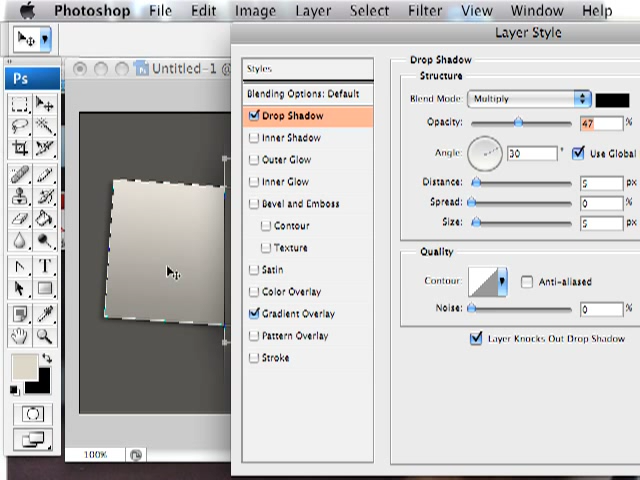 Photoshop File Edit Image Layer Select Filter View Window Help
Layer Style
Ps
Untitled-1 @
Styles
Blending Options: Default
Drop Shadow
Inner Shadow
Outer Glow
Inner Glow
Bevel and Emboss
Contour
Texture
Satin
Color Overlay
Gradient Overlay
Pattern Overlay
Stroke
Drop Shadow
Structure
Blend Mode: Multiply
Opacity: 47 %
Angle: 30 ° Use Global
Distance: 5 px
Spread: 0 %
Size: 5 px
Quality
Contour: Anti-aliased
Noise: 0 %
Layer Knocks Out Drop Shadow
T
100%